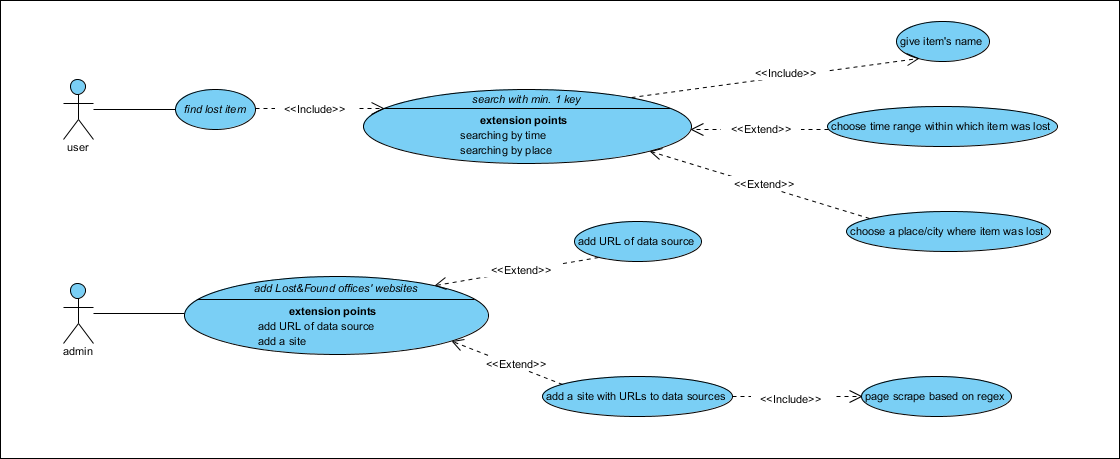 give item's name
<<Include>>
user
find lost item
<<Include>>
search with min. 1 key
extension points
searching by time
searching by place
<<Extend>>
choose time range within which item was lost
<<Extend>>
choose a place/city where item was lost
add URL of data source
<<Extend>>
admin
add Lost&Found offices' websites
extension points
add URL of data source
add a site
<<Extend>>
add a site with URLs to data sources
<<Include>>
page scrape based on regex